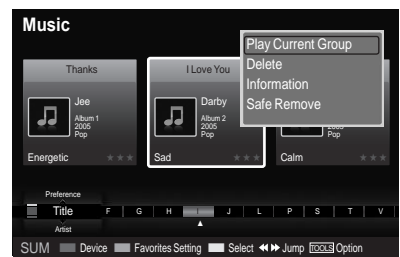 Music
Play Current Group
Delete
Information
Safe Remove
Thanks
I Love You
Jee
Album 1
2005
Pop
Darby
Album 2
2005
Pop
2005
Pop
Energetic
Sad
Calm
Preference
Title F G H I J L P S T V
Artist
SUM Device Favorites Setting Select Jump TOOLS Option